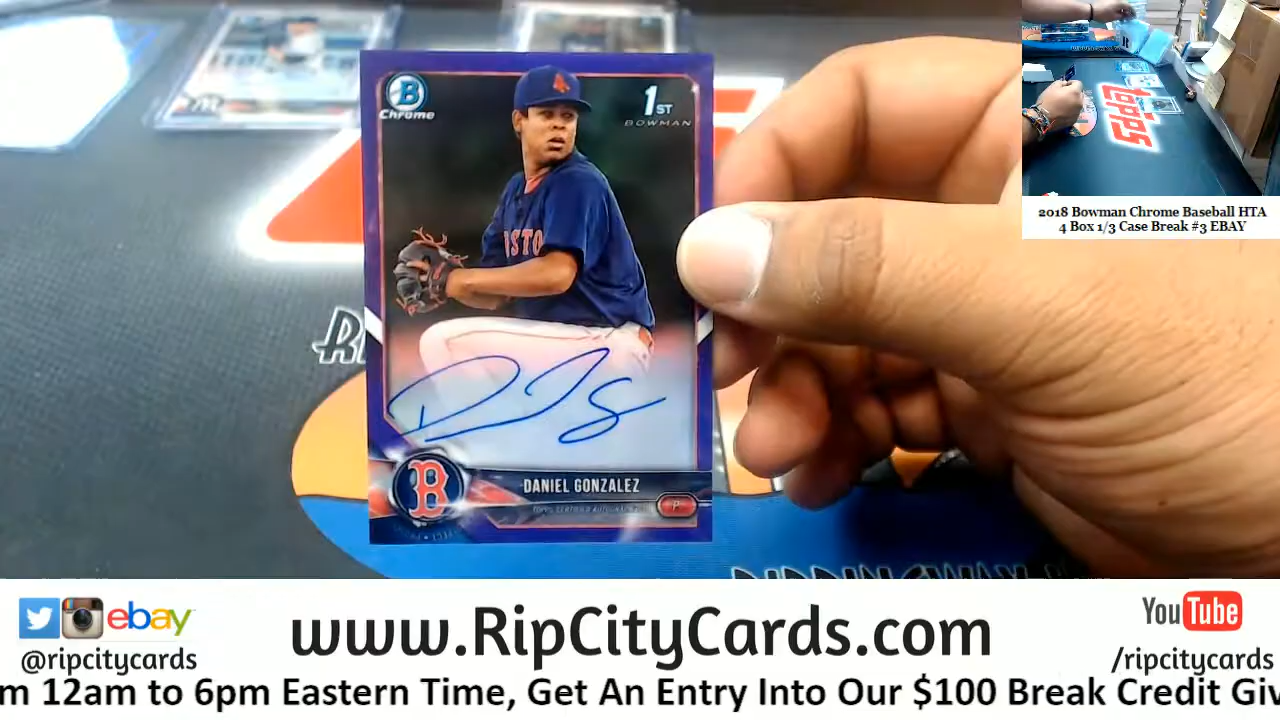 B
Chrome
1ST
BOWMAN
STO
B
DANIEL GONZALEZ
P
topps
2018 Bowman Chrome Baseball HTA
4 Box 1/3 Case Break #3 EBAY
ebay
@ripcitycards
www.RipCityCards.com
You Tube
/ripcitycards
m 12am to 6pm Eastern Time, Get An Entry Into Our $100 Break Credit Giv